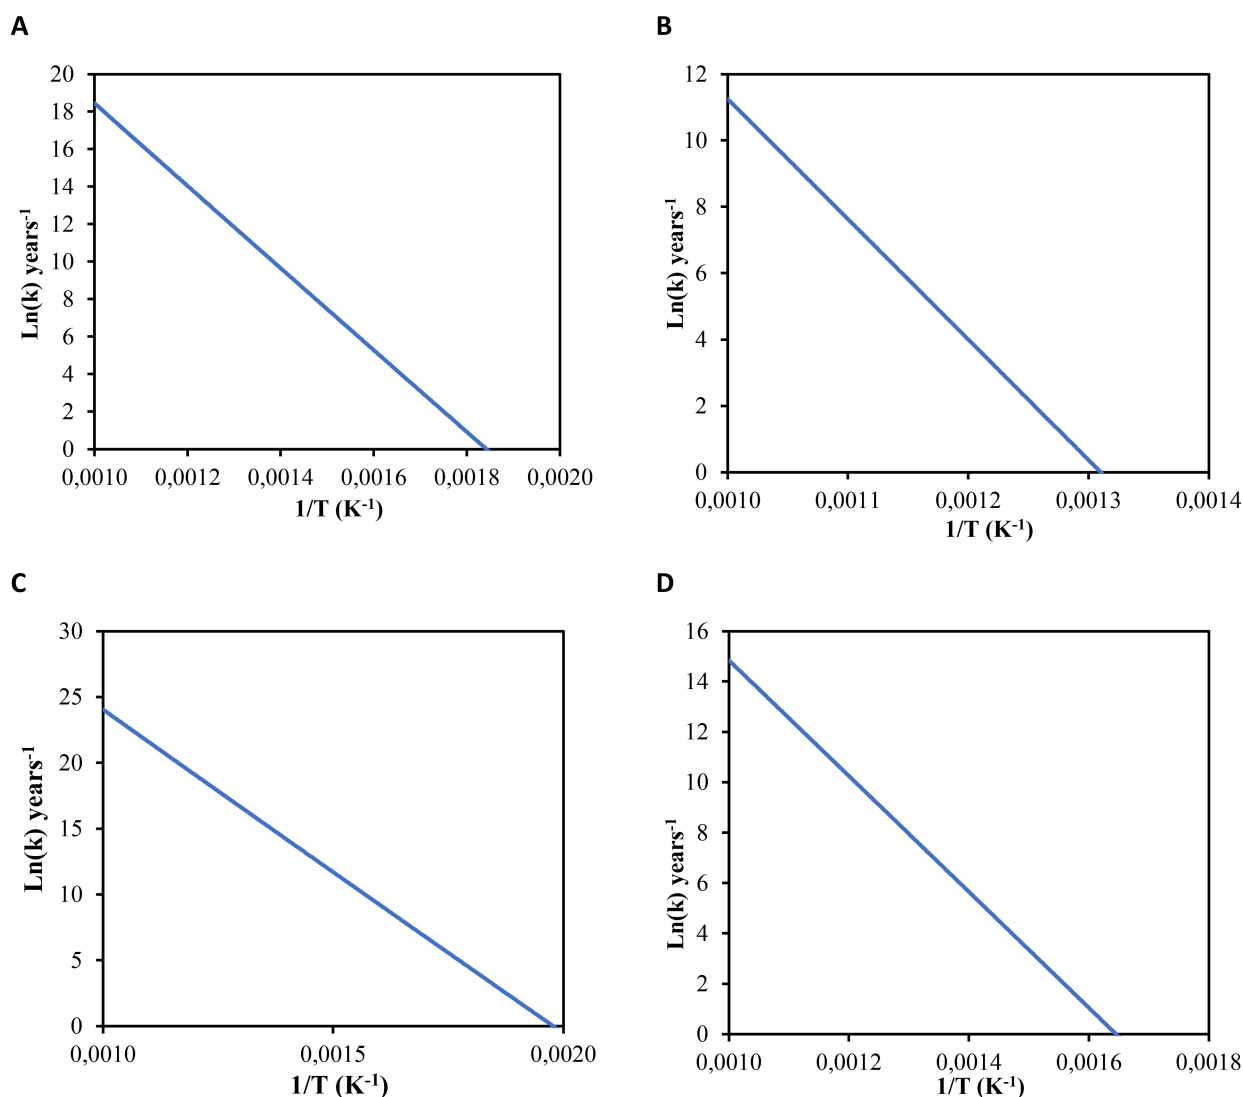 A
20
18
16
14
12
10
8
6
4
2
0
Ln(k) years-1
0,0010 0,0012 0,0014 0,0016 0,0018 0,0020
1/T (K-1)
B
12
10
8
6
4
2
0
Ln(k) years-1
0,0010 0,0011 0,0012 0,0013 0,0014
1/T (K-1)
C
30
25
20
15
10
5
0
Ln(k) years-1
0,0010 0,0015 0,0020
1/T (K-1)
D
16
14
12
10
8
6
4
2
0
Ln(k) years-1
0,0010 0,0012 0,0014 0,0016 0,0018
1/T (K-1)